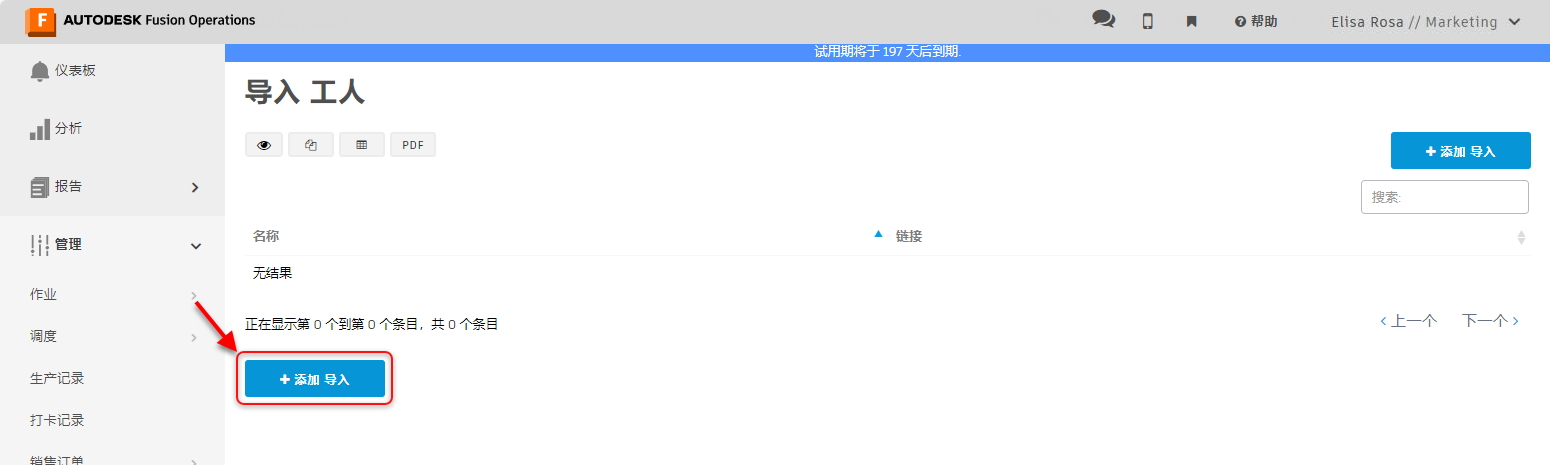 F AUTODESK Fusion Operations
帮助
Elisa Rosa // Marketing
试用期将于 197 天后到期.
仪表板
分析
报告
管理
作业
调度
生产记录
打卡记录
销售订单
导入 工人
PDF
添加 导入
搜索:
名称
链接
无结果
正在显示第 0 个到第 0 个条目，共 0 个条目
上一个
下一个
添加 导入